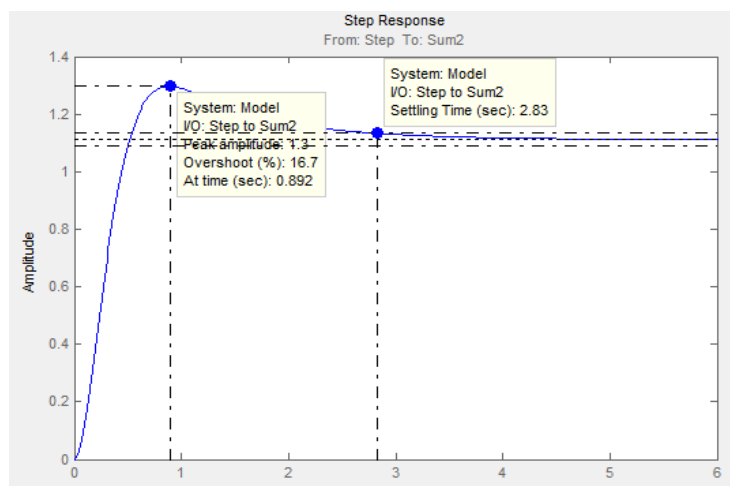 Step Response
From: Step To: Sum2
1.4
1.2
1
0.8
0.6
0.4
0.2
0
Amplitude
System: Model
I/O: Step to Sum2
Peak amplitude: 1.3
Overshoot (%): 16.7
At time (sec): 0.892
System: Model
I/O: Step to Sum2
Settling Time (sec): 2.83
0 1 2 3 4 5 6